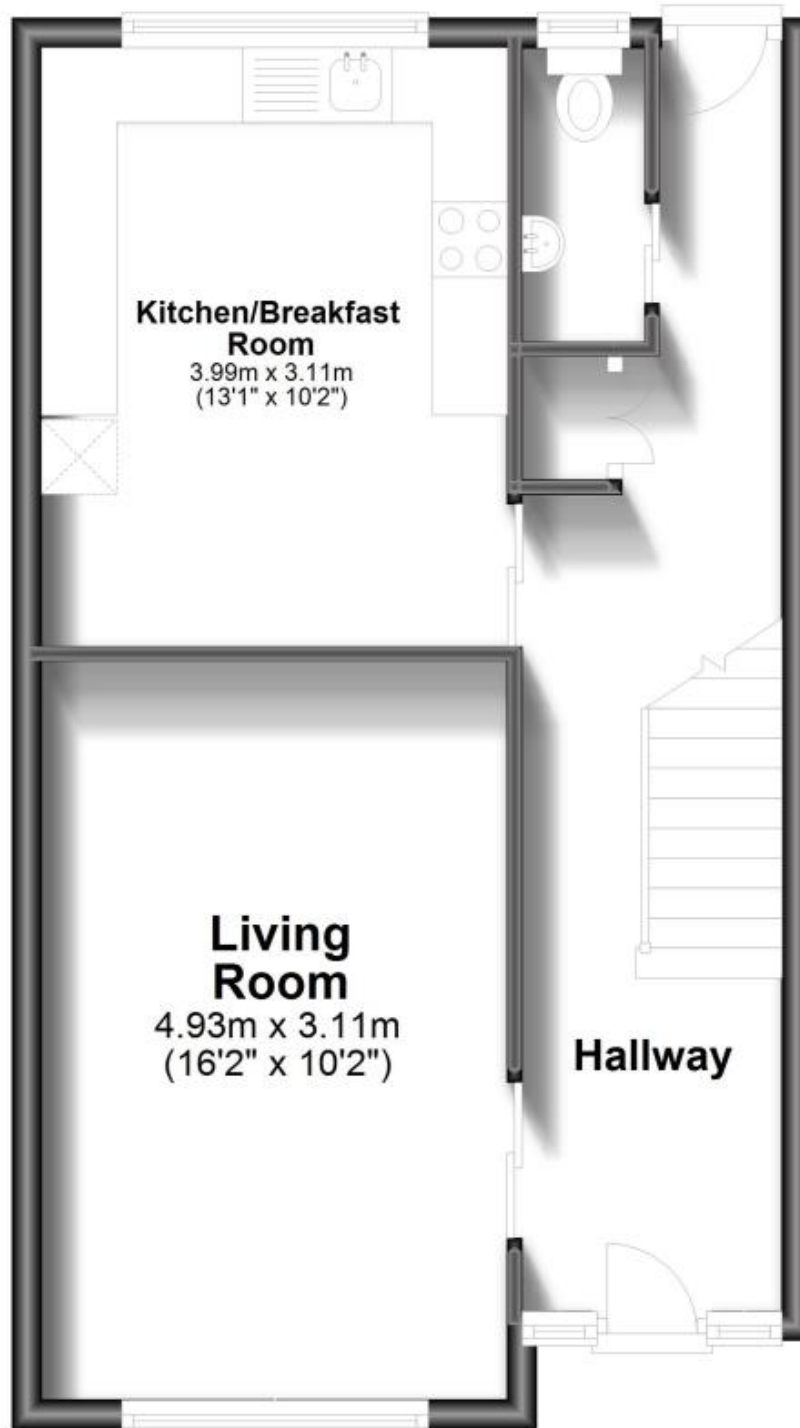 Kitchen/Breakfast
Room
3.99m x 3.11m
(13'1" x 10'2")
Living
Room
4.93m x 3.11m
(16'2" x 10'2")
Hallway